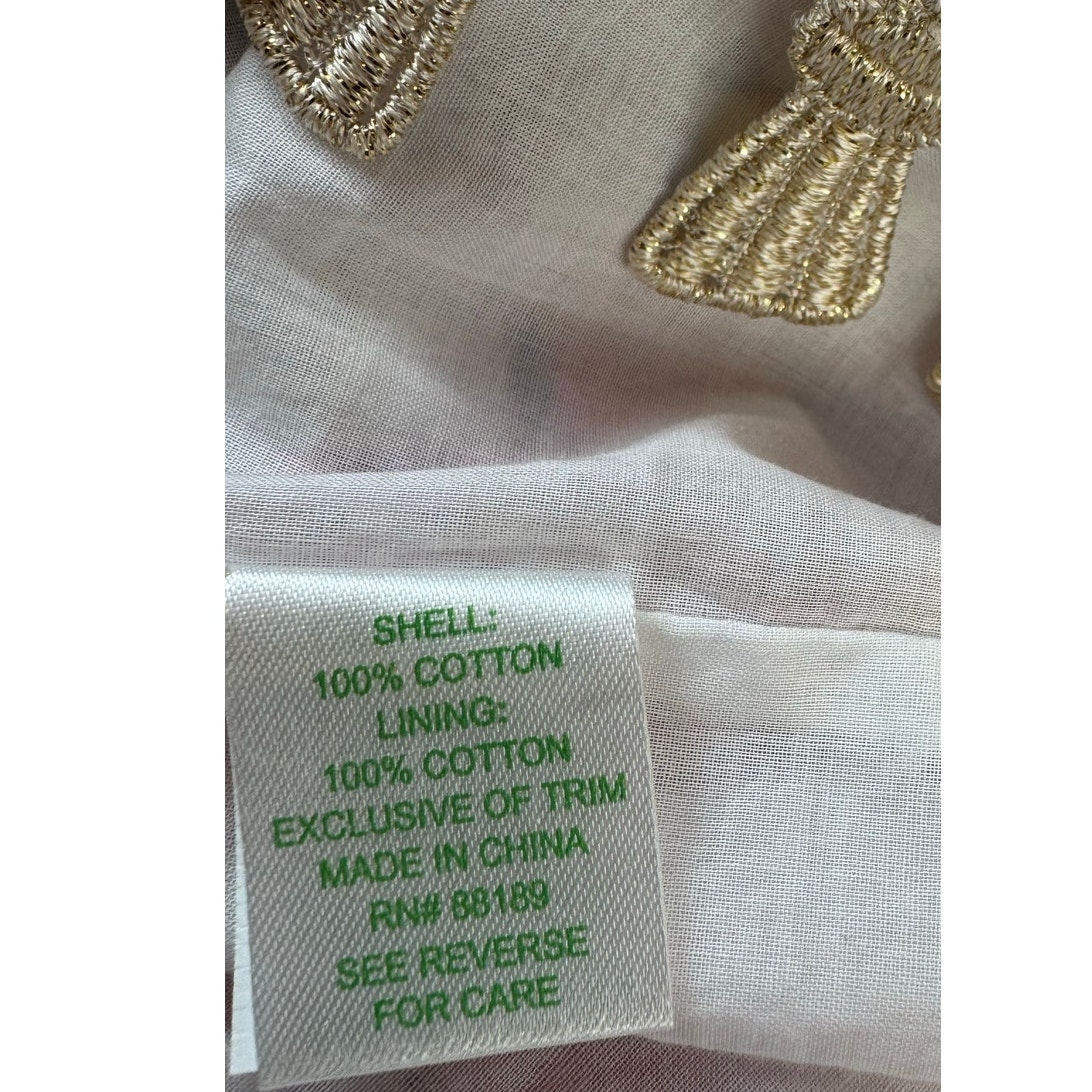 SHELL:
100% COTTON
LINING:
100% COTTON
EXCLUSIVE OF TRIM
MADE IN CHINA
RN# 88189
SEE REVERSE
FOR CARE